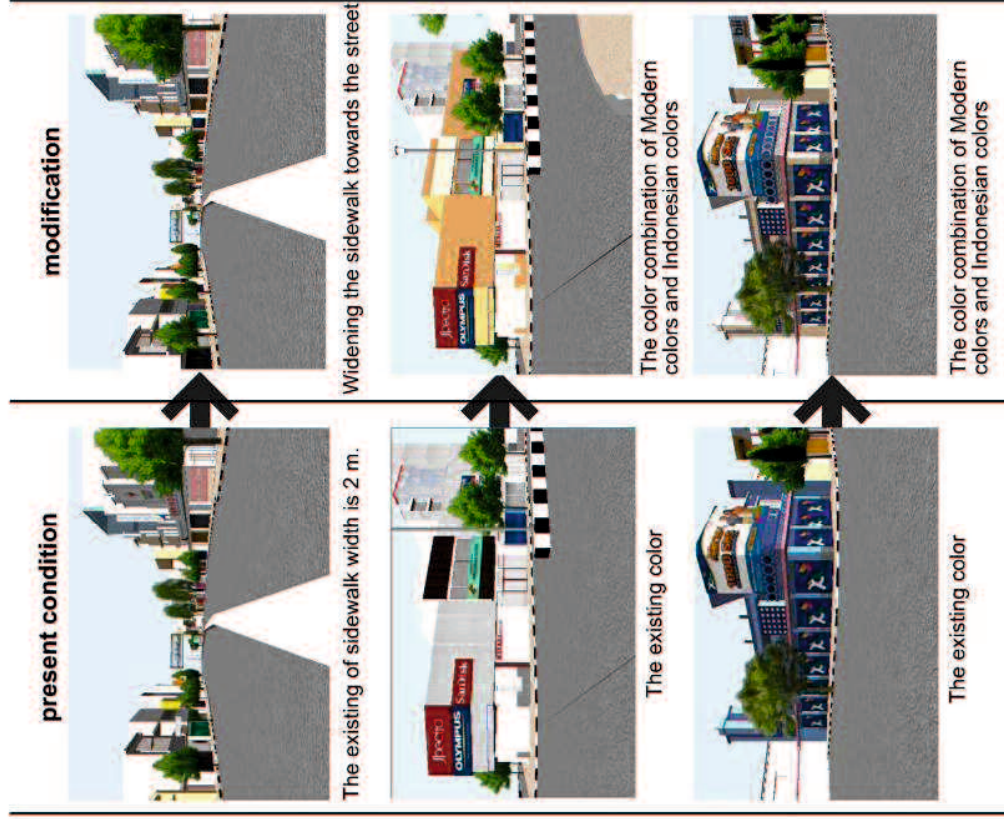 present condition
modification
The existing of sidewalk width is 2 m.
Widening the sidewalk towards the street
OLYMPUS
SanDisk
OLYMPUS
SanDisk
The existing color
The color combination of Modern
colors and Indonesian colors
The existing color
The color combination of Modern
colors and Indonesian colors